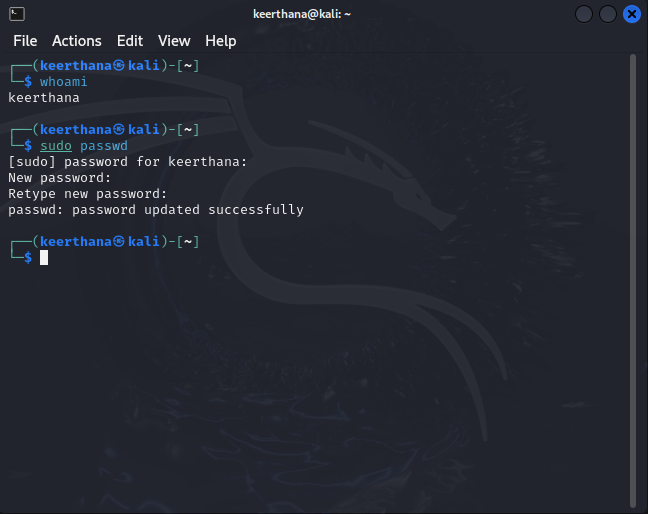 keerthana@kali: ~
File Actions Edit View Help
┌──(keerthana㉿kali)-[~]
└─$ whoami
keerthana
┌──(keerthana㉿kali)-[~]
└─$ sudo passwd
[sudo] password for keerthana:
New password:
Retype new password:
passwd: password updated successfully
┌──(keerthana㉿kali)-[~]
└─$